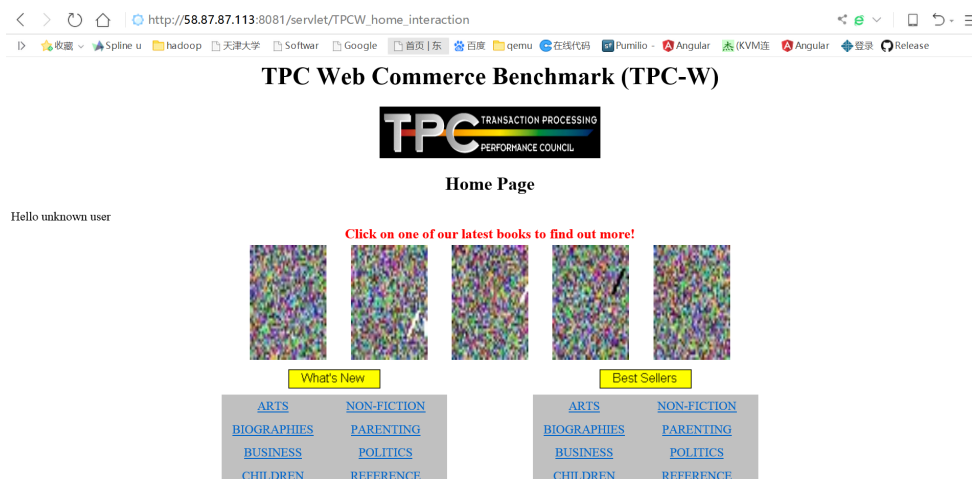 http://58.87.87.113:8081/servlet/TPCW_home_interaction
收藏 Spline u hadoop 天津大学 Softwar Google 首页 | 东 百度 qemu 在线代码 Pumilio - Angular (KVM连 Angular 登录 Release
TPC Web Commerce Benchmark (TPC-W)
TPC TRANSACTION PROCESSING
PERFORMANCE COUNCIL
Home Page
Hello unknown user
Click on one of our latest books to find out more!
What's New Best Sellers
ARTS NON-FICTION ARTS NON-FICTION
BIOGRAPHIES PARENTING BIOGRAPHIES PARENTING
BUSINESS POLITICS BUSINESS POLITICS
CHILDREN REFERENCE CHILDREN REFERENCE